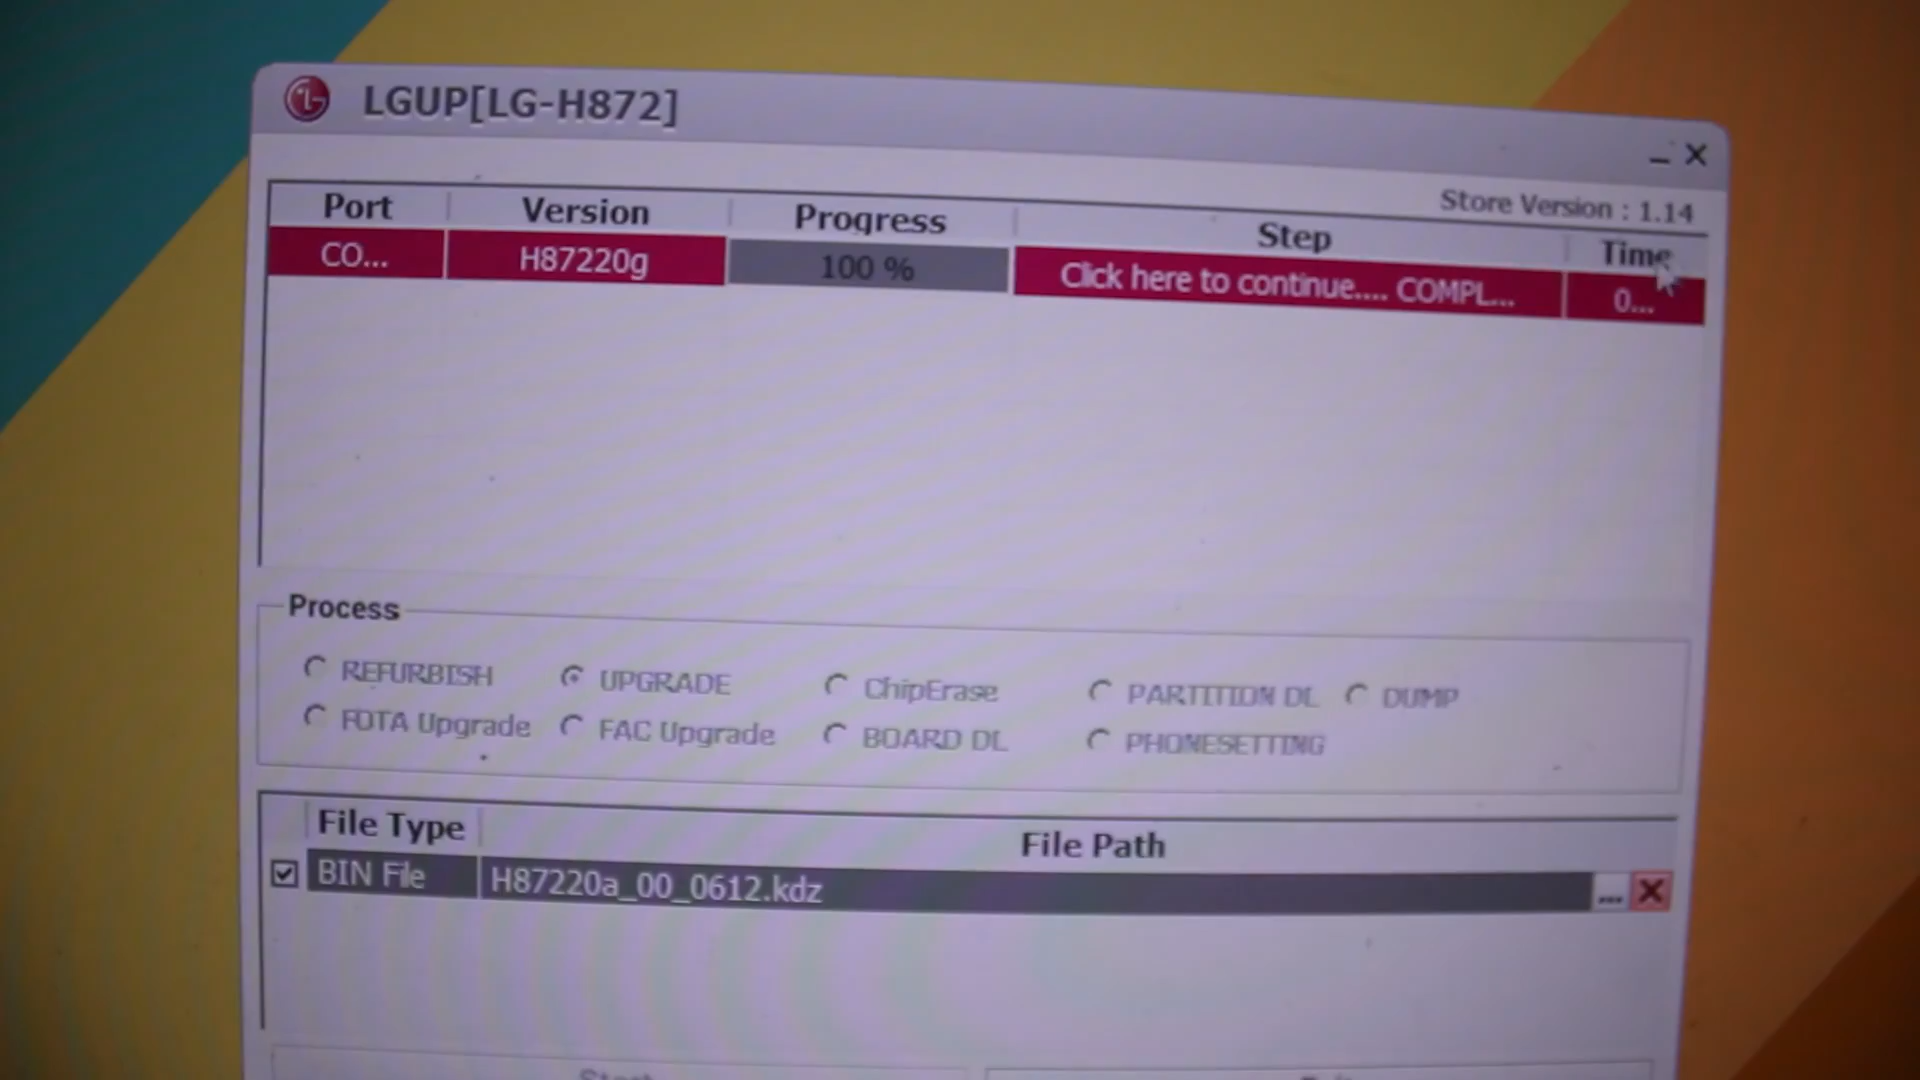 LGUP[LG-H872]
Store Version : 1.14
Port Version Progress Step Time
CO... H87220g 100 % Click here to continue.... COMPL... 0...
Process
REFURBISH UPGRADE ChipErase PARTITION DL DUMP
FOTA Upgrade FAC Upgrade BOARD DL PHONESETTING
File Type File Path
BIN File H87220a_00_0612.kdz ...